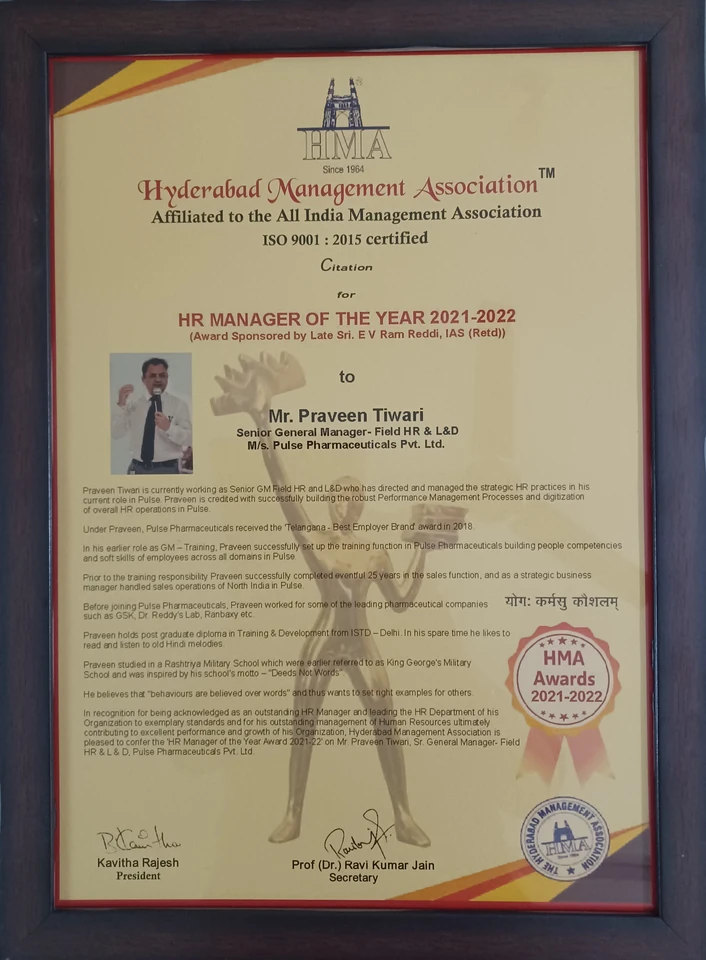 HMA
Since 1964
Hyderabad Management Association™
Affiliated to the All India Management Association
ISO 9001 : 2015 certified
Citation
for
HR MANAGER OF THE YEAR 2021-2022
(Award Sponsored by Late Sri. E V Ram Reddi, IAS (Retd))
to
Mr. Praveen Tiwari
Senior General Manager- Field HR & L&D
M/s. Pulse Pharmaceuticals Pvt. Ltd.
Praveen Tiwari is currently working as Senior GM Field HR and L&D who has directed and managed the strategic HR practices in his
current role in Pulse. Praveen is credited with successfully building the robust Performance Management Processes and digitization
of overall HR operations in Pulse.
Under Praveen, Pulse Pharmaceuticals received the 'Telangana - Best Employer Brand' award in 2018.
In his earlier role as GM – Training, Praveen successfully set up the training function in Pulse Pharmaceuticals building people competencies
and soft skills of employees across all domains in Pulse.
Prior to the training responsibility Praveen successfully completed eventful 25 years in the sales function, and as a strategic business
manager handled sales operations of North India in Pulse.
Before joining Pulse Pharmaceuticals, Praveen worked for some of the leading pharmaceutical companies
such as GSK, Dr. Reddy's Lab, Ranbaxy etc.
योग: कर्मसु कौशलम्
Praveen holds post graduate diploma in Training & Development from ISTD – Delhi. In his spare time he likes to
read and listen to old Hindi melodies.
Praveen studied in a Rashtriya Military School which were earlier referred to as King George's Military
School and was inspired by his school's motto – "Deeds Not Words".
He believes that "behaviours are believed over words" and thus wants to set right examples for others.
In recognition for being acknowledged as an outstanding HR Manager and leading the HR Department of his
Organization to exemplary standards and for his outstanding management of Human Resources ultimately
contributing to excellent performance and growth of his Organization, Hyderabad Management Association is
pleased to confer the 'HR Manager of the Year Award 2021-22' on Mr. Praveen Tiwari, Sr. General Manager- Field
HR & L & D, Pulse Pharmaceuticals Pvt. Ltd.
HMA
Awards
2021-2022
Kavitha Rajesh
President
Prof (Dr.) Ravi Kumar Jain
Secretary
THE HYDERABAD MANAGEMENT ASSOCIATION
HMA
Since 1964